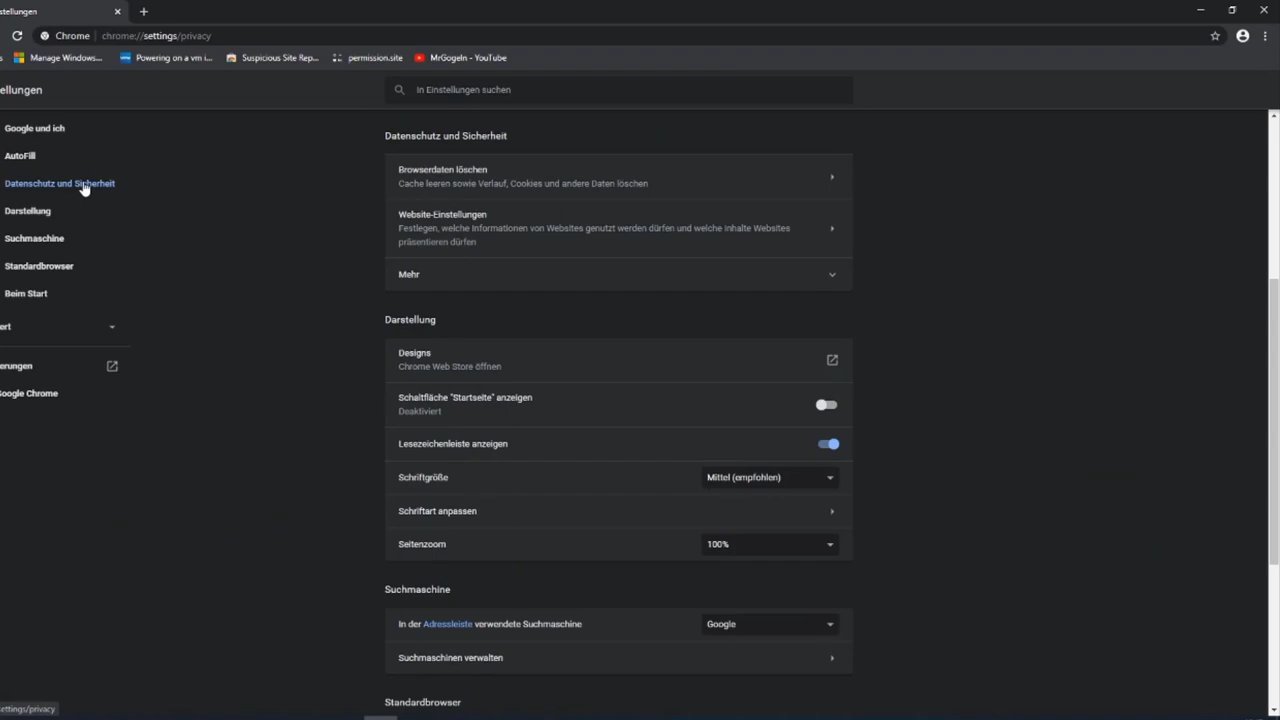 stellungen
Chrome chrome://settings/privacy
s Manage Windows... Powering on a vm i... Suspicious Site Rep... permission.site MrGogeln - YouTube
ellungen
In Einstellungen suchen
Google und ich
AutoFill
Datenschutz und Sicherheit
Darstellung
Suchmaschine
Standardbrowser
Beim Start
ert
erungen
Google Chrome
Datenschutz und Sicherheit
Browserdaten löschen
Cache leeren sowie Verlauf, Cookies und andere Daten löschen
Website-Einstellungen
Festlegen, welche Informationen von Websites genutzt werden dürfen und welche Inhalte Websites
präsentieren dürfen
Mehr
Darstellung
Designs
Chrome Web Store öffnen
Schaltfläche "Startseite" anzeigen
Deaktiviert
Lesezeichenleiste anzeigen
Schriftgröße Mittel (empfohlen)
Schriftart anpassen
Seitenzoom 100%
Suchmaschine
In der Adressleiste verwendete Suchmaschine Google
Suchmaschinen verwalten
Standardbrowser
settings/privacy